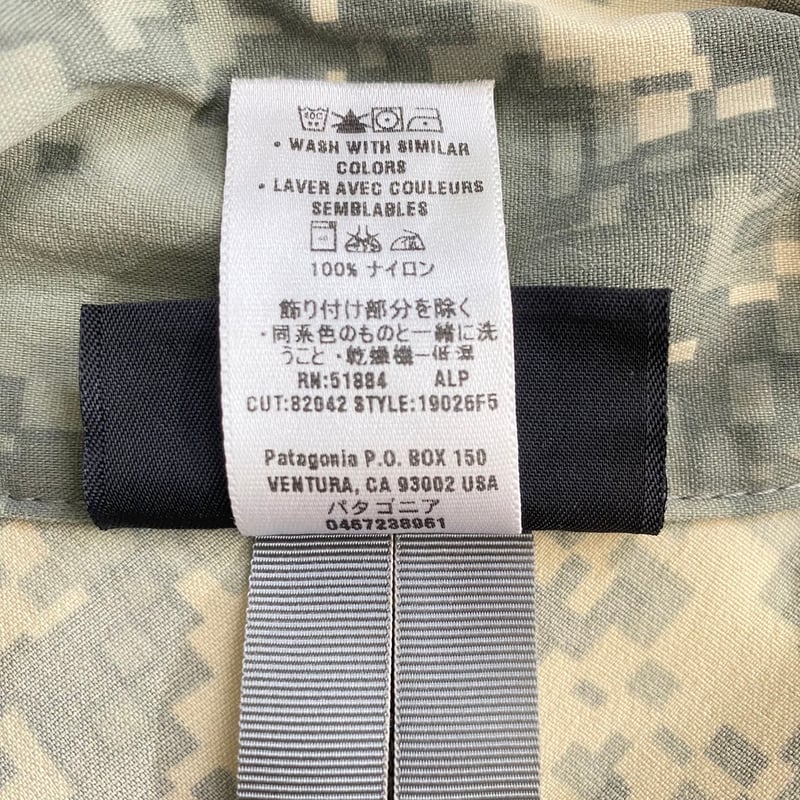 40C
• WASH WITH SIMILAR
COLORS
• LAVER AVEC COULEURS
SEMBLABLES
40
100% ナイロン
飾り付け部分を除く
・同系色のものと一緒に洗
うこと・乾燥機ー低温
RN:51884 ALP
CUT:82042 STYLE:19026F5
Patagonia P.O. BOX 150
VENTURA, CA 93002 USA
パタゴニア
0467238961